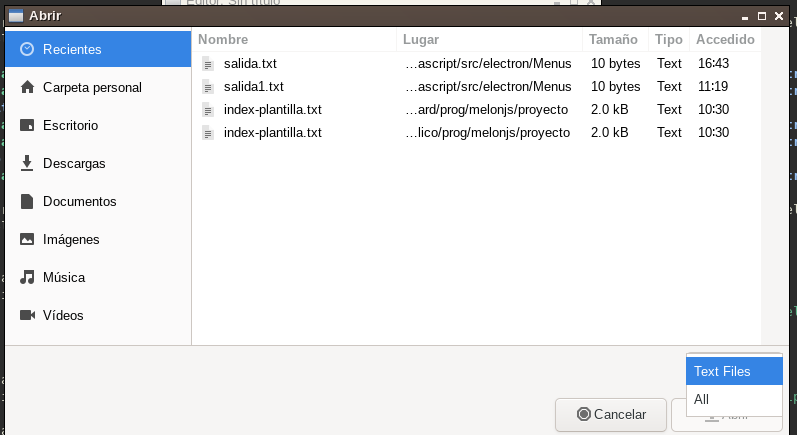 Editor: Sin título
Abrir
Recientes
Carpeta personal
Escritorio
Descargas
Documentos
Imágenes
Música
Vídeos
Nombre Lugar Tamaño Tipo Accedido
salida.txt …ascript/src/electron/Menus 10 bytes Text 16:43
salida1.txt …ascript/src/electron/Menus 10 bytes Text 11:19
index-plantilla.txt …ard/prog/melonjs/proyecto 2.0 kB Text 10:30
index-plantilla.txt …lico/prog/melonjs/proyecto 2.0 kB Text 10:30
Text Files
All
Cancelar